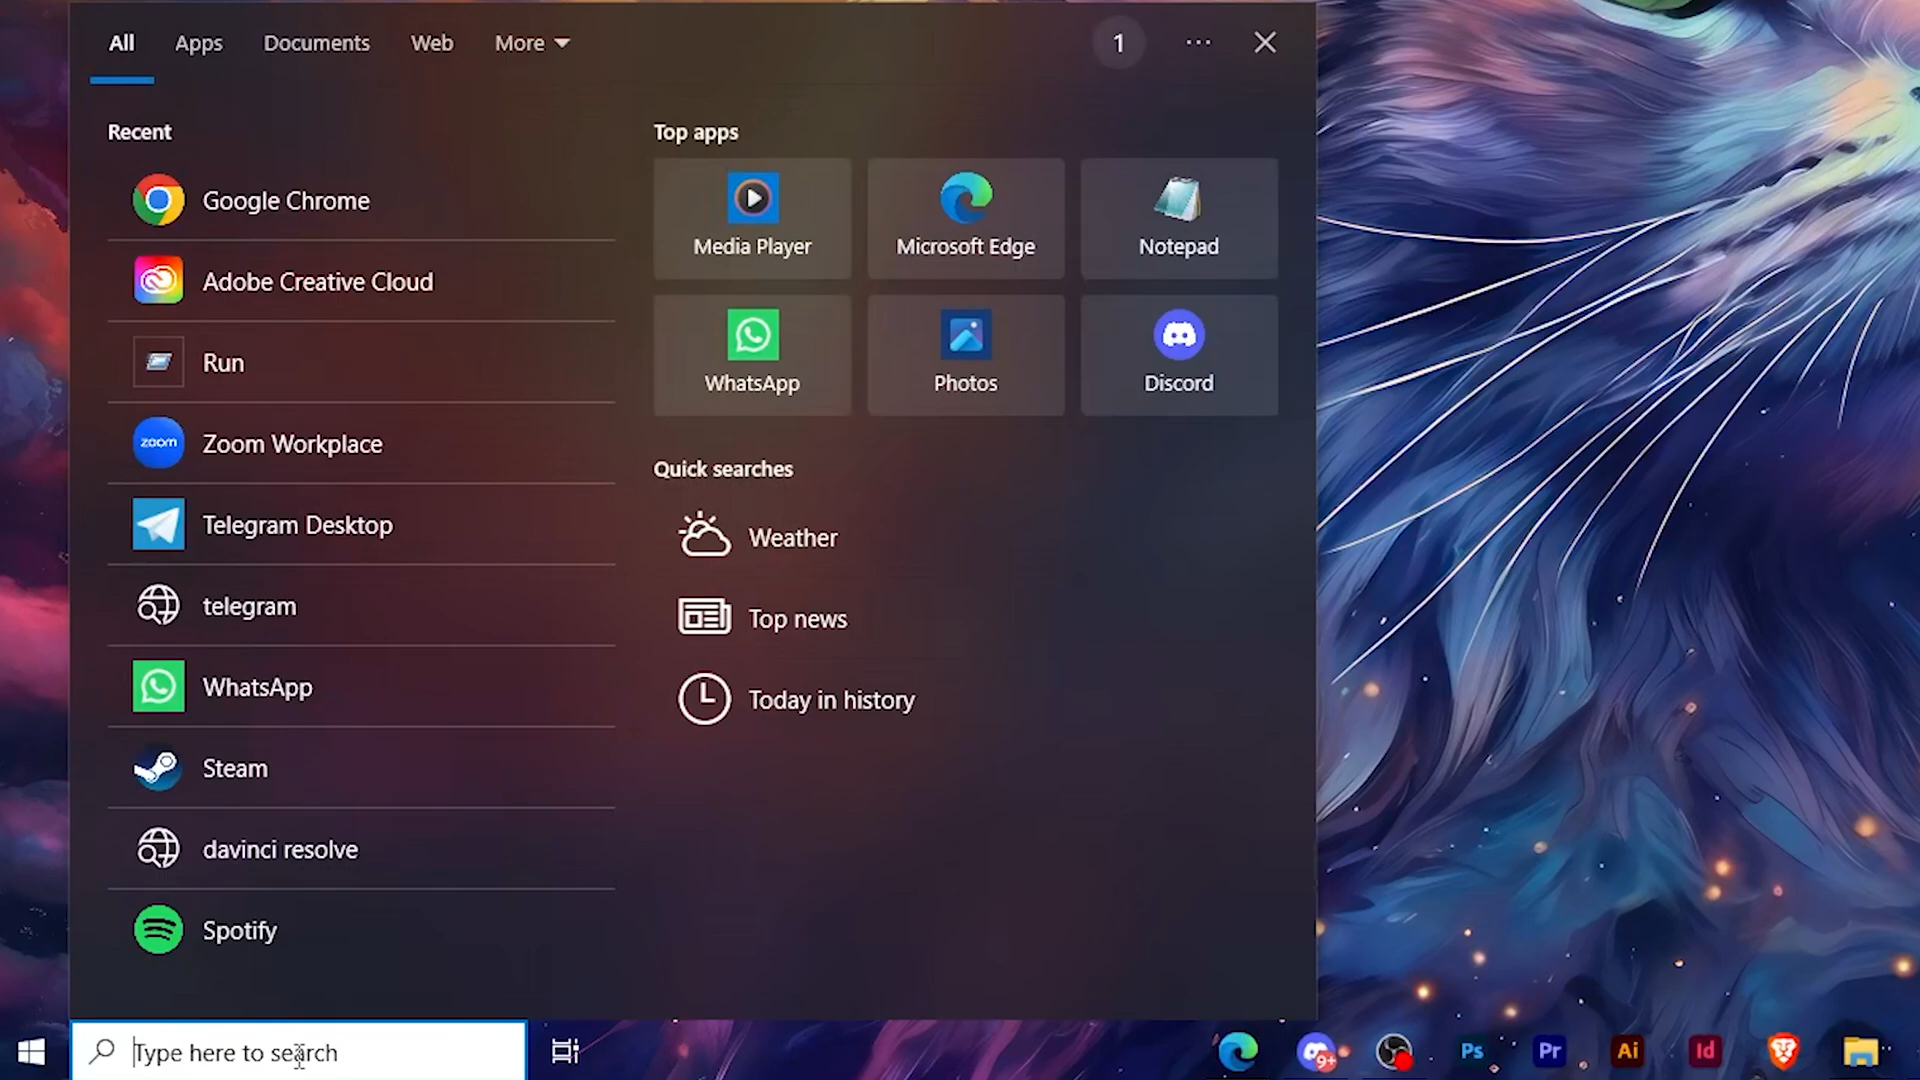 All Apps Documents Web More 1
Recent
Google Chrome
Adobe Creative Cloud
Run
zoom Zoom Workplace
Telegram Desktop
telegram
WhatsApp
Steam
davinci resolve
Spotify
Top apps
Media Player Microsoft Edge Notepad
WhatsApp Photos Discord
Quick searches
Weather
Top news
Today in history
Type here to search 9+ Ps Pr Ai Id